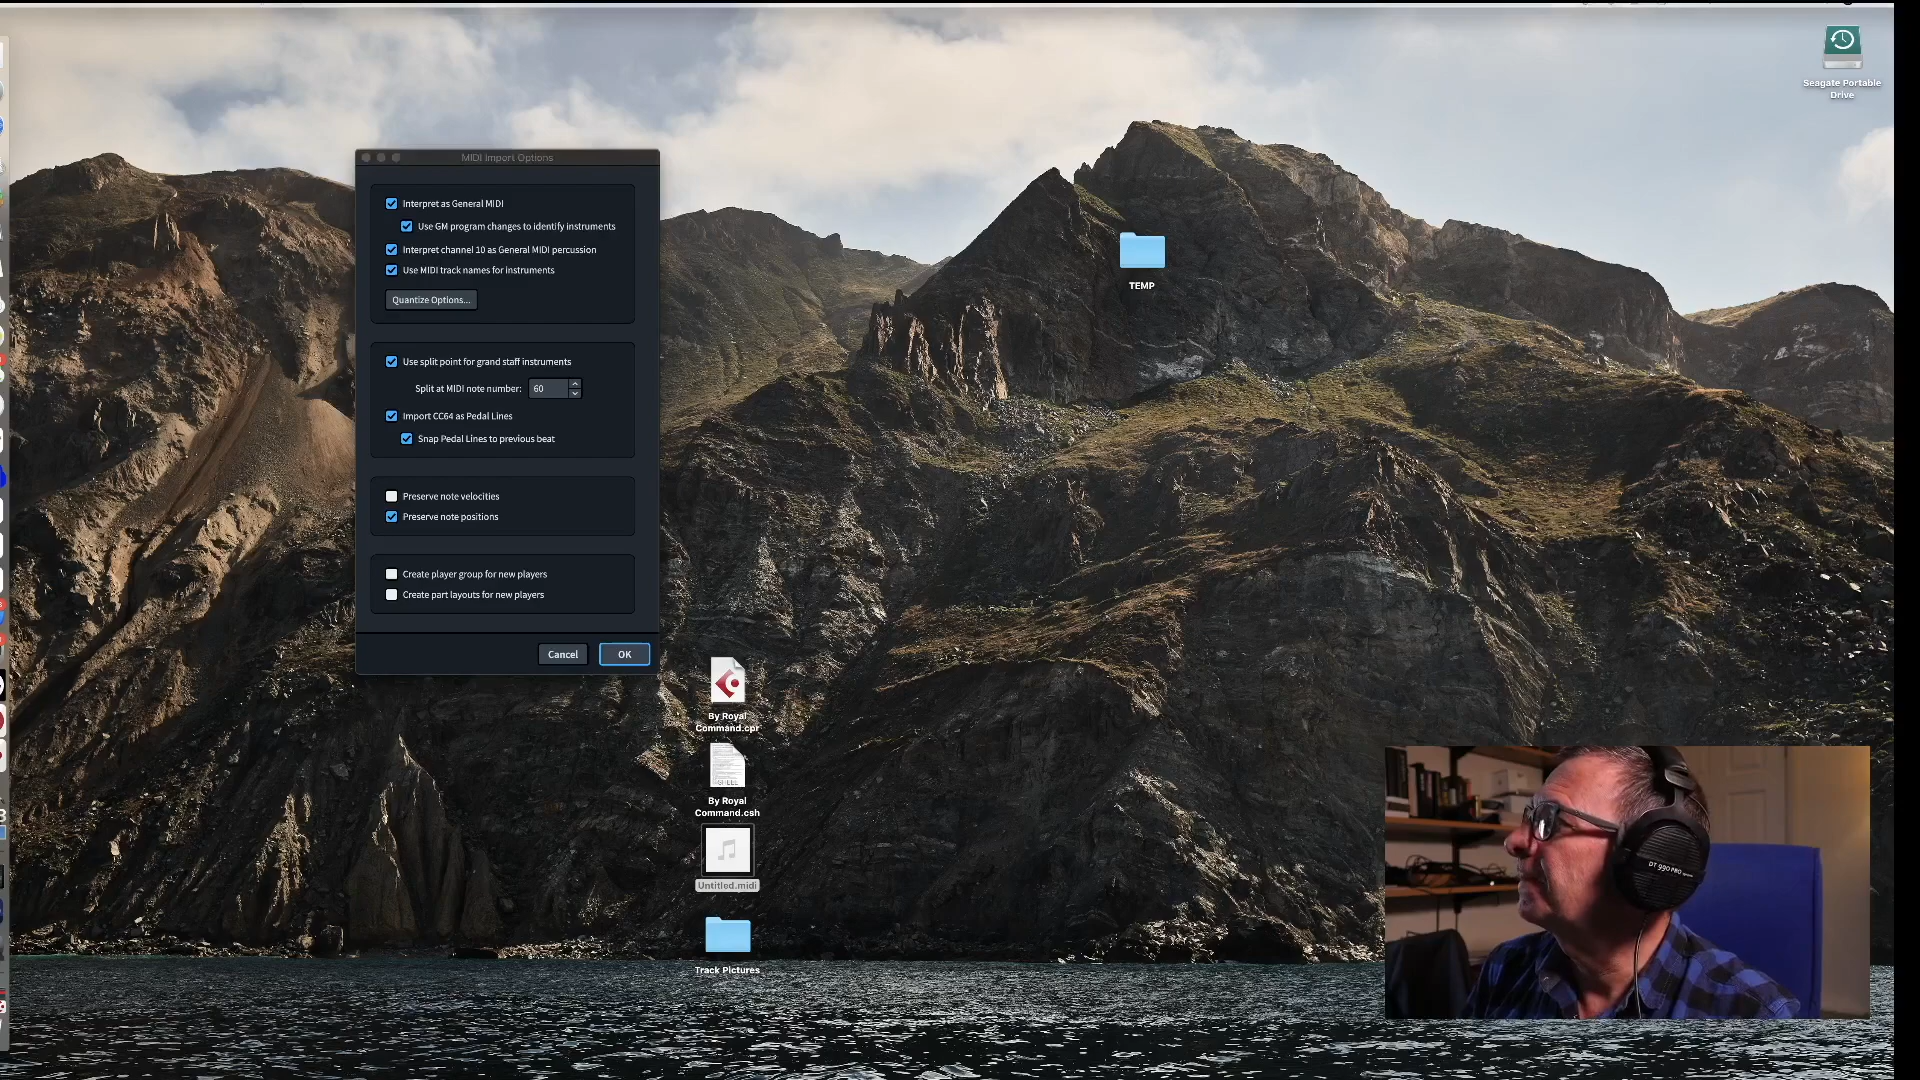 Seagate Portable
Drive
MIDI Import Options
Interpret as General MIDI
Use GM program changes to identify instruments
Interpret channel 10 as General MIDI percussion
Use MIDI track names for instruments
Quantize Options...
TEMP
Use split point for grand staff instruments
Split at MIDI note number: 60
Import CC64 as Pedal Lines
Snap Pedal Lines to previous beat
Preserve note velocities
Preserve note positions
Create player group for new players
Create part layouts for new players
Cancel
OK
By Royal
Command.cpr
SHELL
By Royal
Command.csh
Untitled.midi
Track Pictures
DT 990 PRO